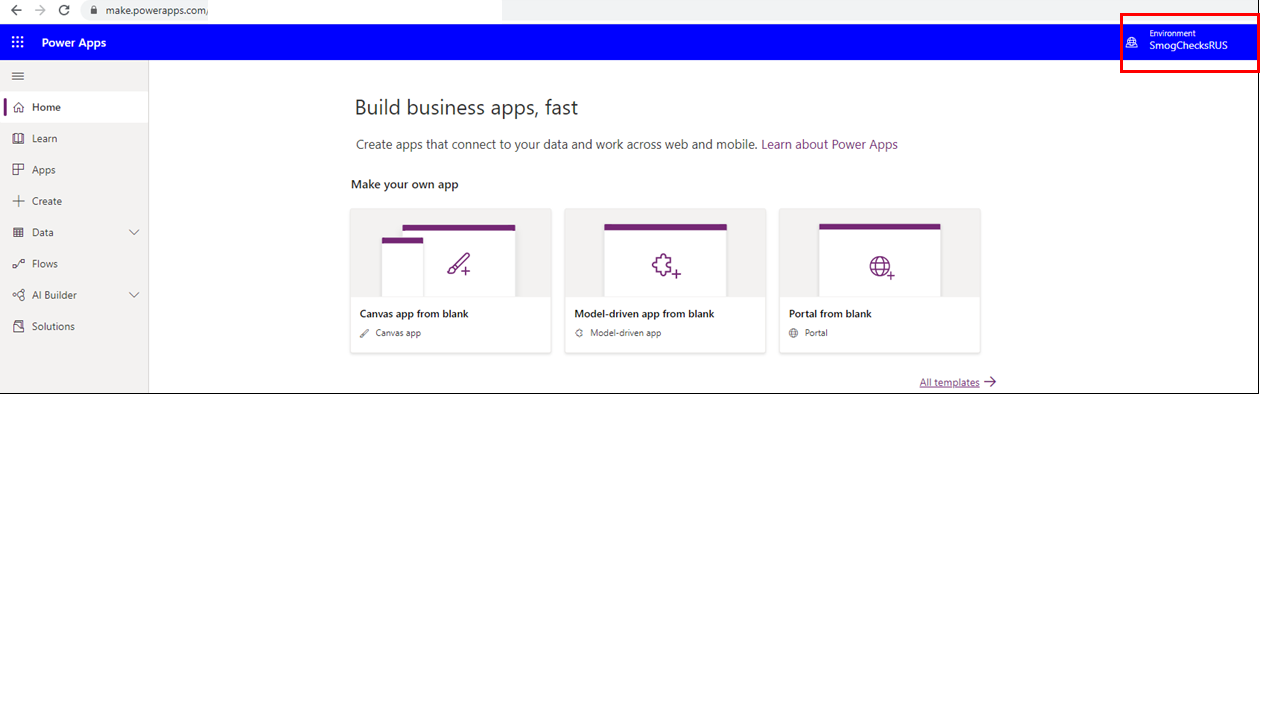 make.powerapps.com/
Power Apps
Environment
SmogChecksRUS
Home
Learn
Apps
Create
Data
Flows
AI Builder
Solutions
Build business apps, fast
Create apps that connect to your data and work across web and mobile. Learn about Power Apps
Make your own app
Canvas app from blank
Canvas app
Model-driven app from blank
Model-driven app
Portal from blank
Portal
All templates